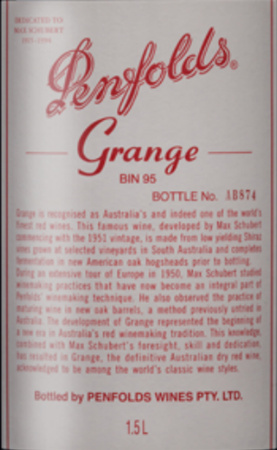 DEDICATED TO
MAX SCHUBERT
1915-1994
Penfolds.
Grange
BIN 95
BOTTLE No. AB874
Grange is recognised as Australia's and indeed one of the world's
finest red wines. This famous wine, developed by Max Schubert
commencing with the 1951 vintage, is made from low yielding Shiraz
vines grown of selected vineyards in South Australia and completes
fermentation in new American oak hogsheads prior to bottling.
During an extensive tour of Europe in 1950, Max Schubert studied
winemaking practices that have now become an integral part of
Penfolds' winemaking technique. He also observed the practice of
maturing wine in new oak barrels, a method previously untried in
Australia. The development of Grange represented the beginning of
a new era in Australia's red winemaking tradition. This knowledge,
combined with Max Schubert's foresight, skill and dedication,
has resulted in Grange, the definitive Australian dry red wine,
acknowledged to be among the world's classic wine styles.
Bottled by PENFOLDS WINES PTY. LTD.
1.5L